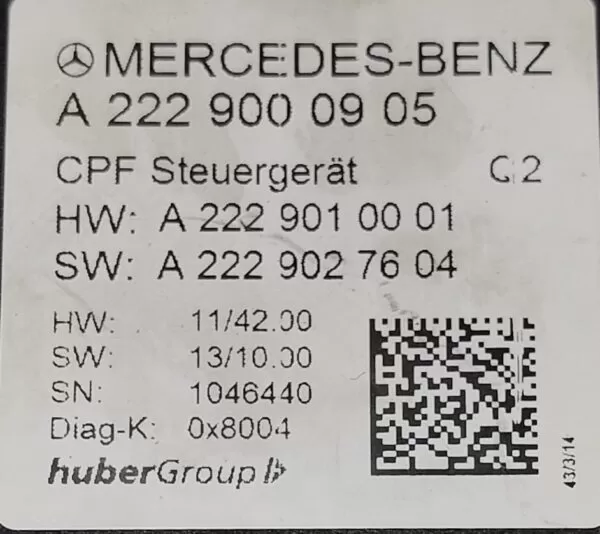 MERCEDES-BENZ
A 222 900 09 05
CPF Steuergerät C2
HW: A 222 901 00 01
SW: A 222 902 76 04
HW: 11/42.00
SW: 13/10.00
SN: 1046440
Diag-K: 0x8004
huberGroup
43/3/14